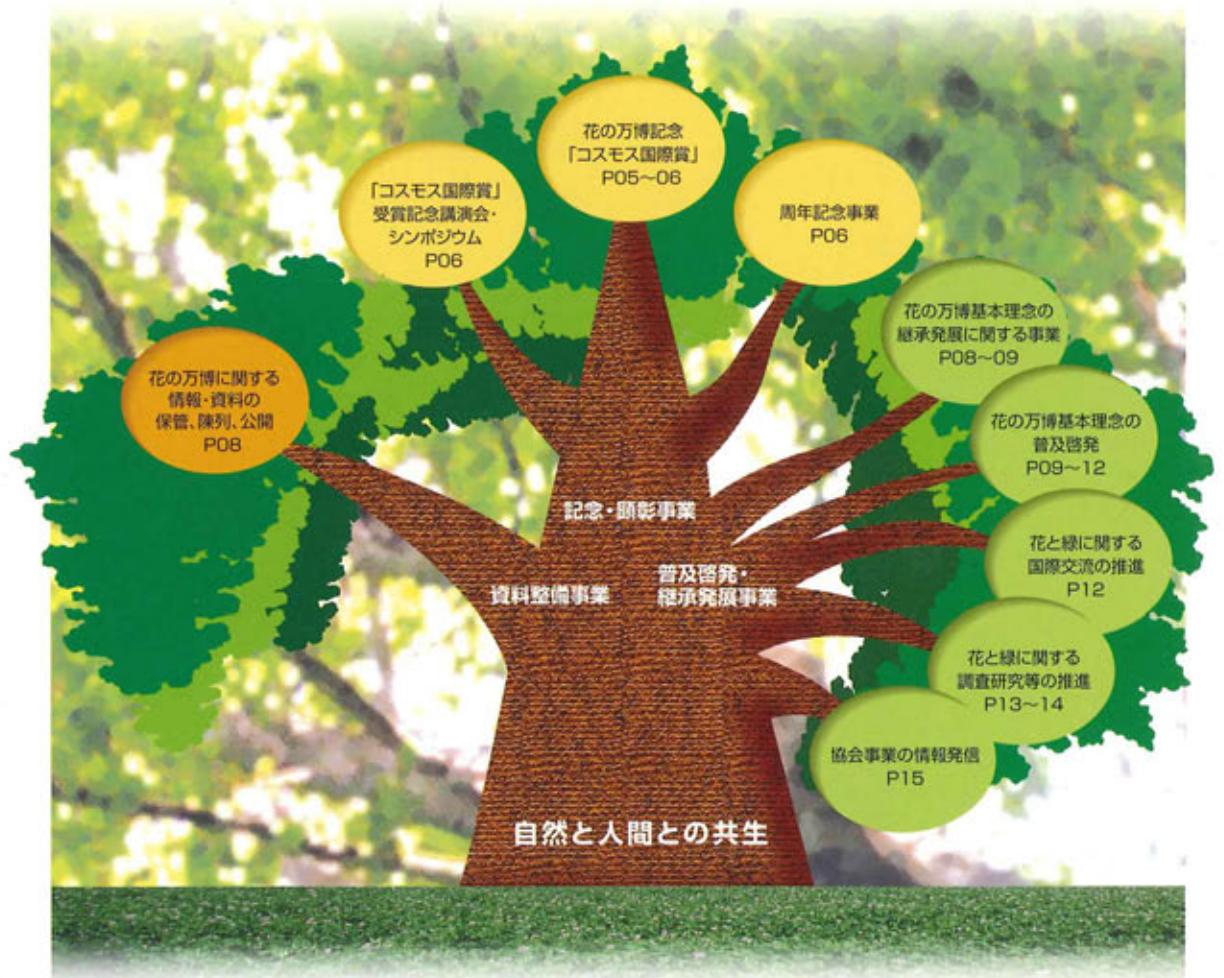 花の万博記念
「コスモス国際賞」
P05～06
「コスモス国際賞」
受賞記念講演会・
シンポジウム
P06
周年記念事業
P06
花の万博基本理念の
継承発展に関する事業
P08～09
花の万博に関する
情報・資料の
保管、陳列、公開
P08
花の万博基本理念の
普及啓発
P09～12
花と緑に関する
国際交流の推進
P12
花と緑に関する
調査研究等の推進
P13～14
協会事業の情報発信
P15
記念・顕彰事業
資料整備事業
普及啓発・
継承発展事業
自然と人間との共生